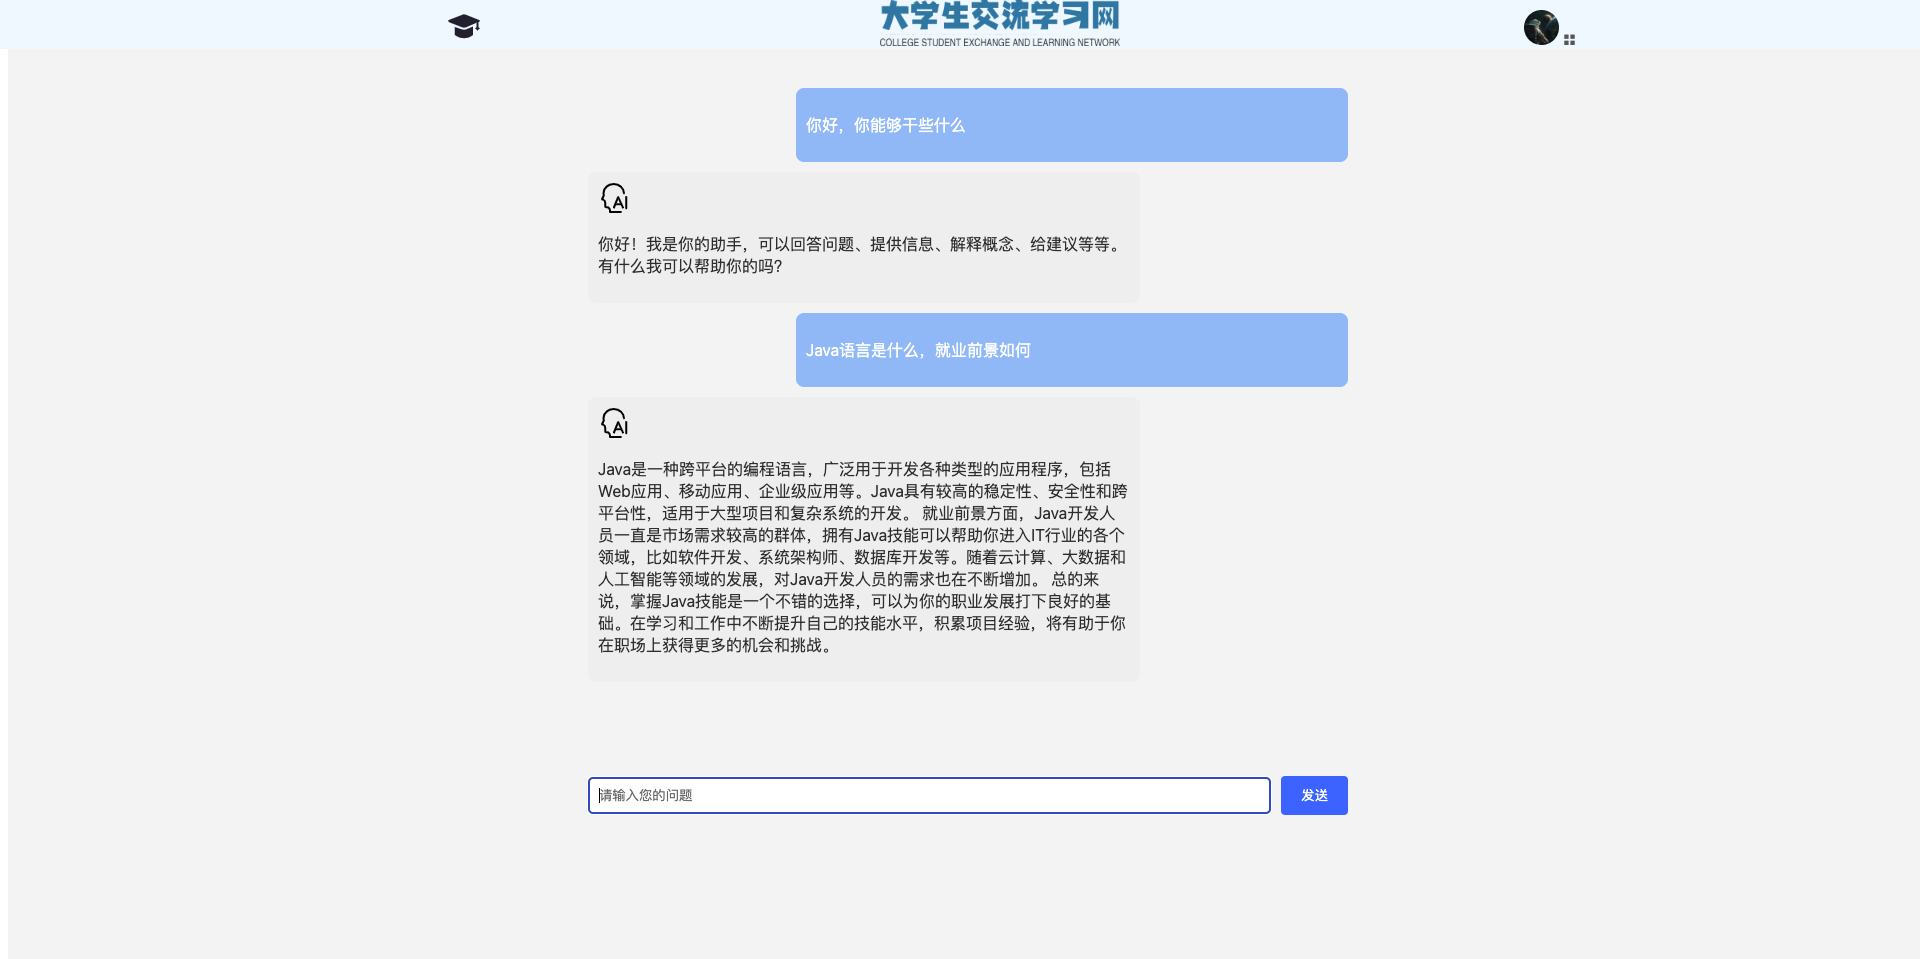 大学生交流学习网
COLLEGE STUDENT EXCHANGE AND LEARNING NETWORK
你好，你能够干些什么
AI
你好！我是你的助手，可以回答问题、提供信息、解释概念、给建议等等。
有什么我可以帮助你的吗？
Java语言是什么，就业前景如何
AI
Java是一种跨平台的编程语言，广泛用于开发各种类型的应用程序，包括
Web应用、移动应用、企业级应用等。Java具有较高的稳定性、安全性和跨
平台性，适用于大型项目和复杂系统的开发。 就业前景方面，Java开发人
员一直是市场需求较高的群体，拥有Java技能可以帮助你进入IT行业的各个
领域，比如软件开发、系统架构师、数据库开发等。随着云计算、大数据和
人工智能等领域的发展，对Java开发人员的需求也在不断增加。 总的来
说，掌握Java技能是一个不错的选择，可以为你的职业发展打下良好的基
础。在学习和工作中不断提升自己的技能水平，积累项目经验，将有助于你
在职场上获得更多的机会和挑战。
请输入您的问题
发送